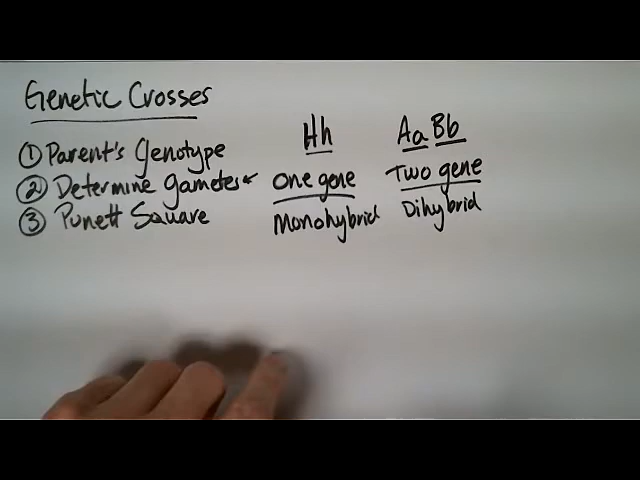 Genetic Crosses
① Parent's Genotype
② Determine Gametes
③ Punett Square
Hh
One gene
Monohybrid
Aa Bb
Two gene
Dihybrid